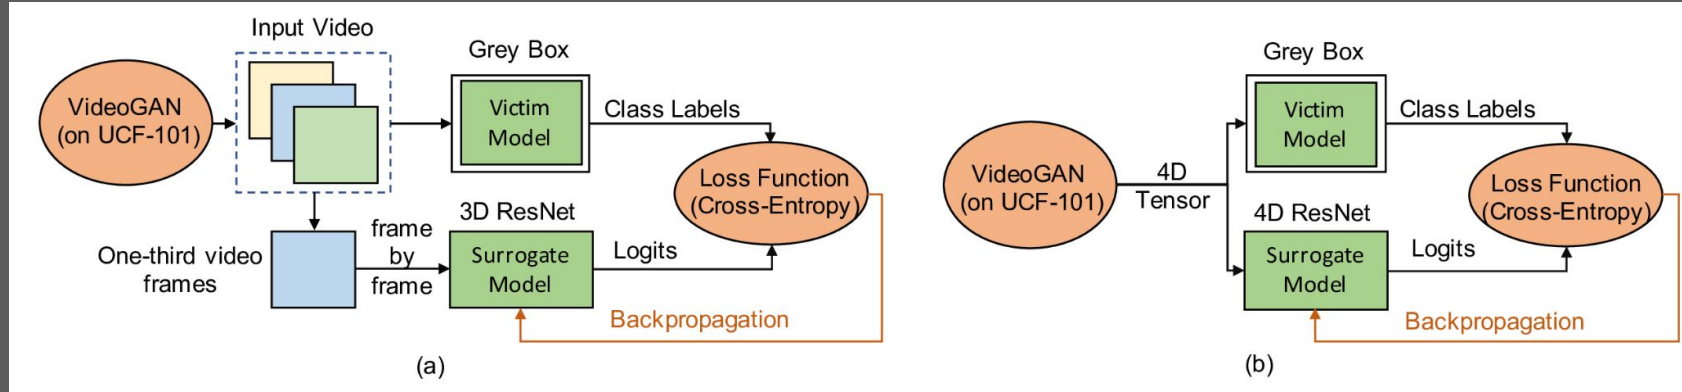 Input Video
VideoGAN
(on UCF-101)
Grey Box
Victim
Model
Class Labels
Loss Function
(Cross-Entropy)
One-third video
frames
frame
by
frame
3D ResNet
Surrogate
Model
Logits
Backpropagation
(a)
VideoGAN
(on UCF-101)
4D
Tensor
Grey Box
Victim
Model
Class Labels
Loss Function
(Cross-Entropy)
4D ResNet
Surrogate
Model
Logits
Backpropagation
(b)